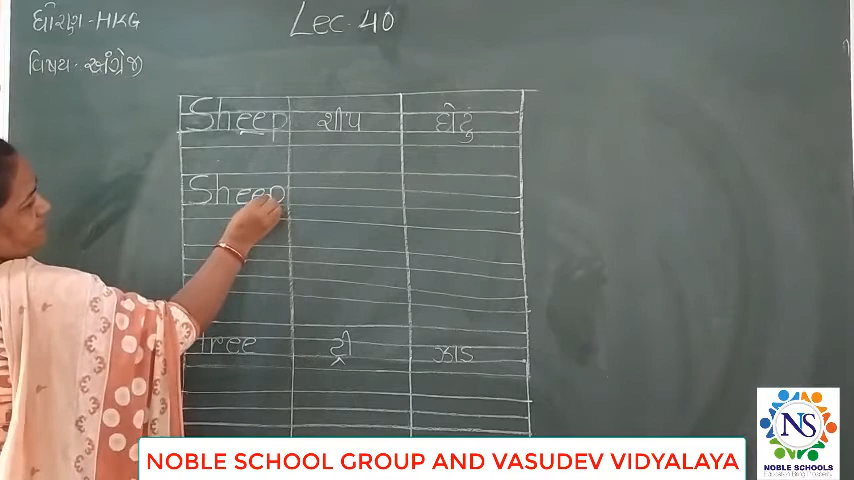 ધોરણ - HKG
Lec - 40
વિષય - અંગ્રેજી
Sheep શીપ ઘેટું
Sheep
tree ટ્રી ઝાડ
NOBLE SCHOOL GROUP AND VASUDEV VIDYALAYA
NS
NOBLE SCHOOLS